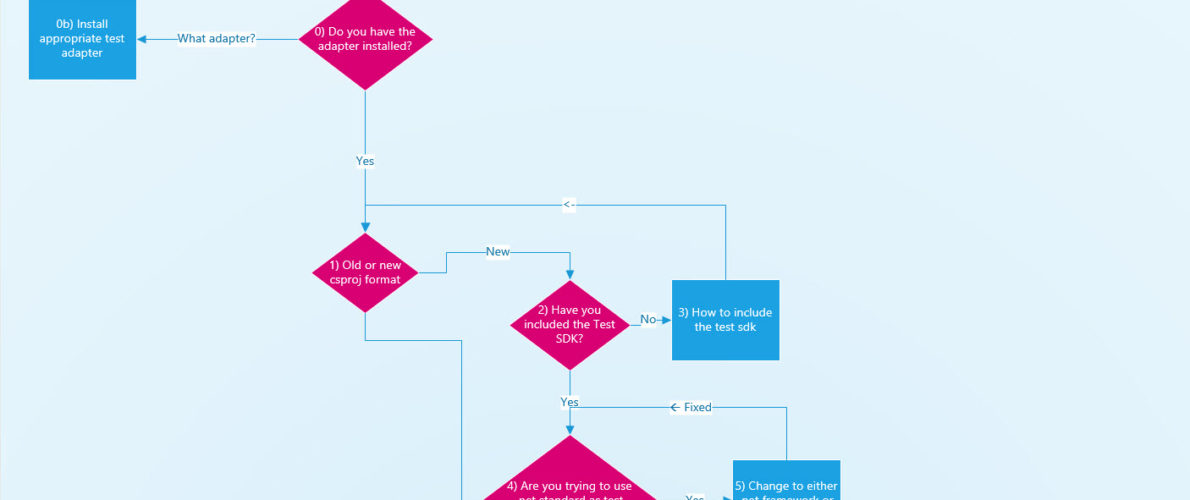 0b) Install
appropriate test
adapter
What adapter?
0) Do you have the
adapter installed?
Yes
<-
1) Old or new
csproj format
New
2) Have you
included the Test
SDK?
No
3) How to include
the test sdk
Yes
← Fixed
4) Are you trying to use
net standard as test
Yes
5) Change to either
net framework or